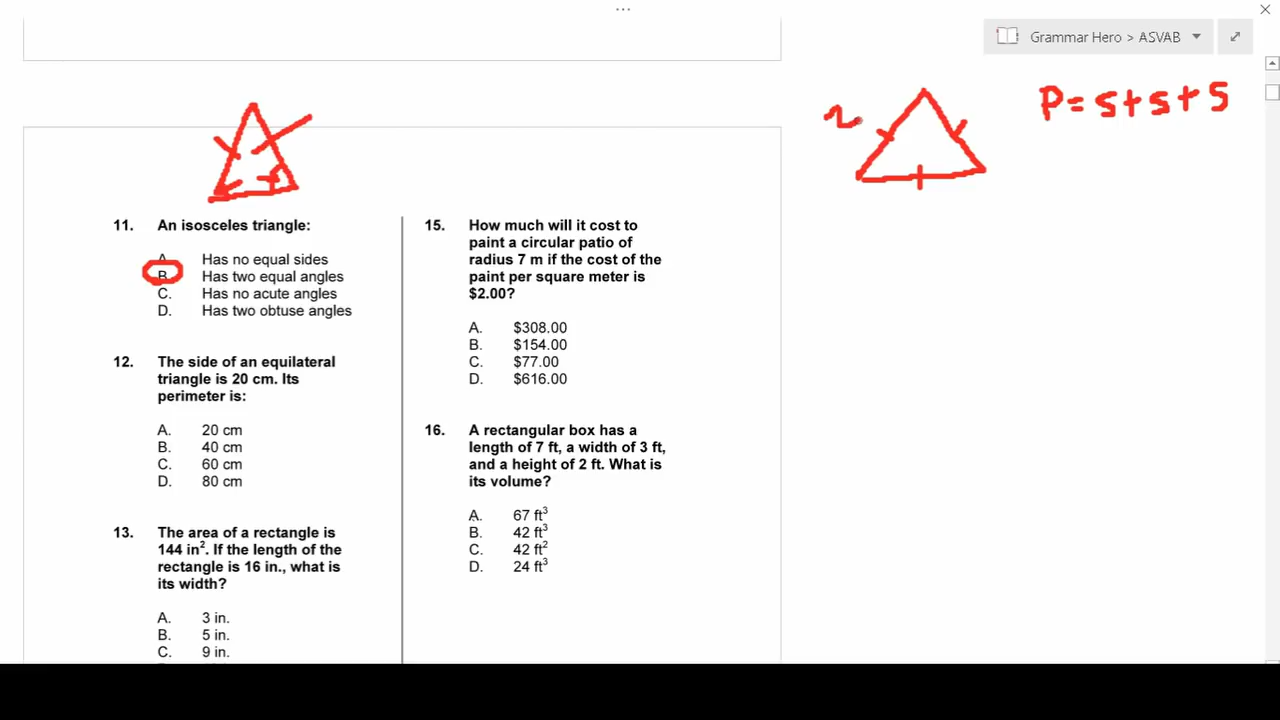 Grammar Hero > ASVAB
P= s+s+s
2
11. An isosceles triangle:
A. Has no equal sides
B. Has two equal angles
C. Has no acute angles
D. Has two obtuse angles
12. The side of an equilateral
triangle is 20 cm. Its
perimeter is:
A. 20 cm
B. 40 cm
C. 60 cm
D. 80 cm
13. The area of a rectangle is
144 in². If the length of the
rectangle is 16 in., what is
its width?
A. 3 in.
B. 5 in.
C. 9 in.
15. How much will it cost to
paint a circular patio of
radius 7 m if the cost of the
paint per square meter is
$2.00?
A. $308.00
B. $154.00
C. $77.00
D. $616.00
16. A rectangular box has a
length of 7 ft, a width of 3 ft,
and a height of 2 ft. What is
its volume?
A. 67 ft³
B. 42 ft³
C. 42 ft²
D. 24 ft³